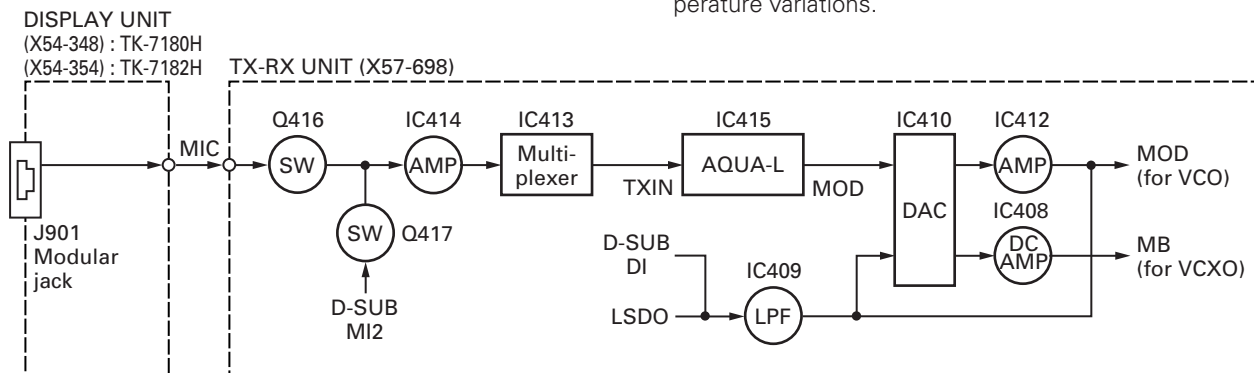 perature variations.
DISPLAY UNIT
(X54-348) : TK-7180H
(X54-354) : TK-7182H
TX-RX UNIT (X57-698)
Q416
IC414
IC413
IC415
IC410
IC412
MIC
SW
AMP
Multi-
plexer
TXIN
AQUA-L
MOD
DAC
AMP
MOD
(for VCO)
J901
Modular
jack
SW
Q417
D-SUB
MI2
D-SUB
DI
LSDO
IC409
LPF
IC408
DC
AMP
MB
(for VCXO)